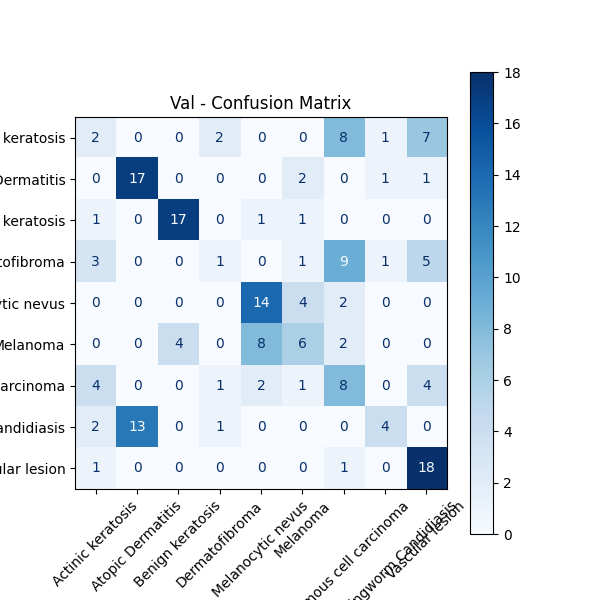 Val - Confusion Matrix
keratosis 2 0 0 2 0 0 8 1 7
Dermatitis 0 17 0 0 0 2 0 1 1
keratosis 1 0 17 0 1 1 0 0 0
tofibroma 3 0 0 1 0 1 9 1 5
tic nevus 0 0 0 0 14 4 2 0 0
Melanoma 0 0 4 0 8 6 2 0 0
arcinoma 4 0 0 1 2 1 8 0 4
andidiasis 2 13 0 1 0 0 0 4 0
lar lesion 1 0 0 0 0 0 1 0 18
Actinic keratosis
Atopic Dermatitis
Benign keratosis
Dermatofibroma
Melanocytic nevus
Melanoma
mous cell carcinoma
ngworm Candidiasis
Vascular lesion
18
16
14
12
10
8
6
4
2
0